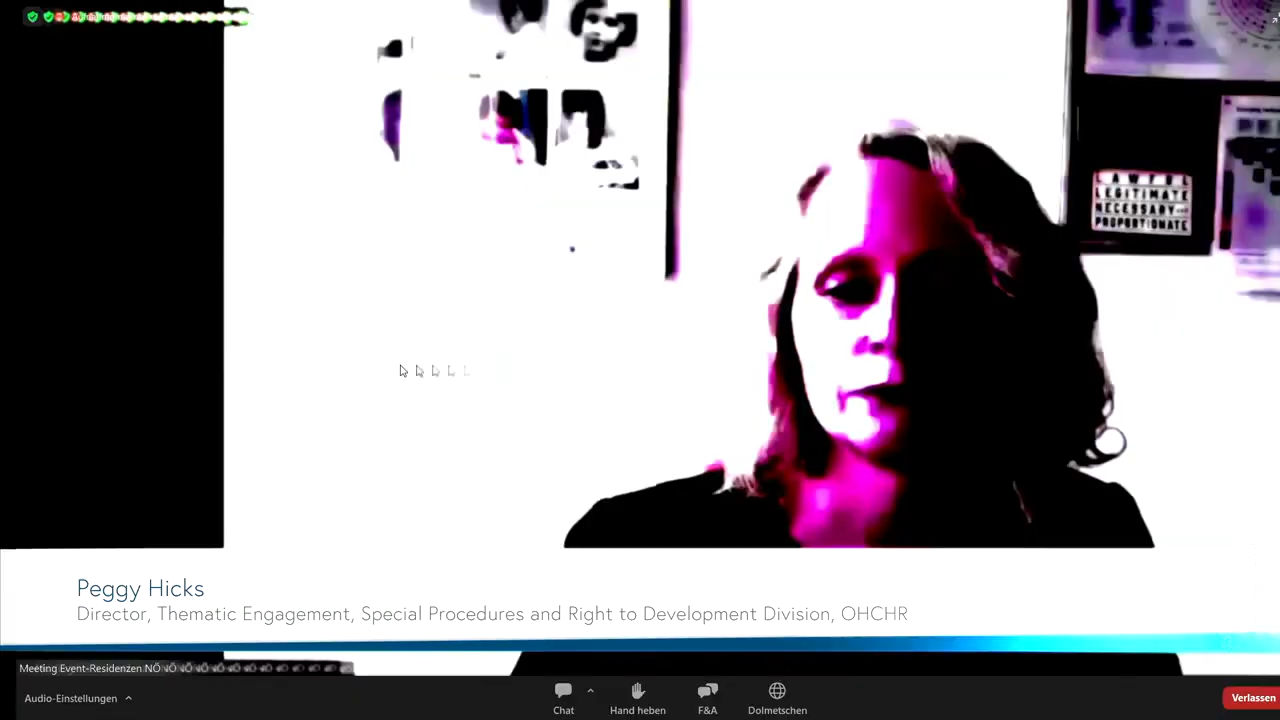 LAWFUL
LEGITIMATE
NECESSARY AND
PROPORTIONATE
Peggy Hicks
Director, Thematic Engagement, Special Procedures and Right to Development Division, OHCHR
Meeting Event-Residenzen NÖ
Audio-Einstellungen
Chat
Hand heben
F&A
Dolmetschen
Verlassen